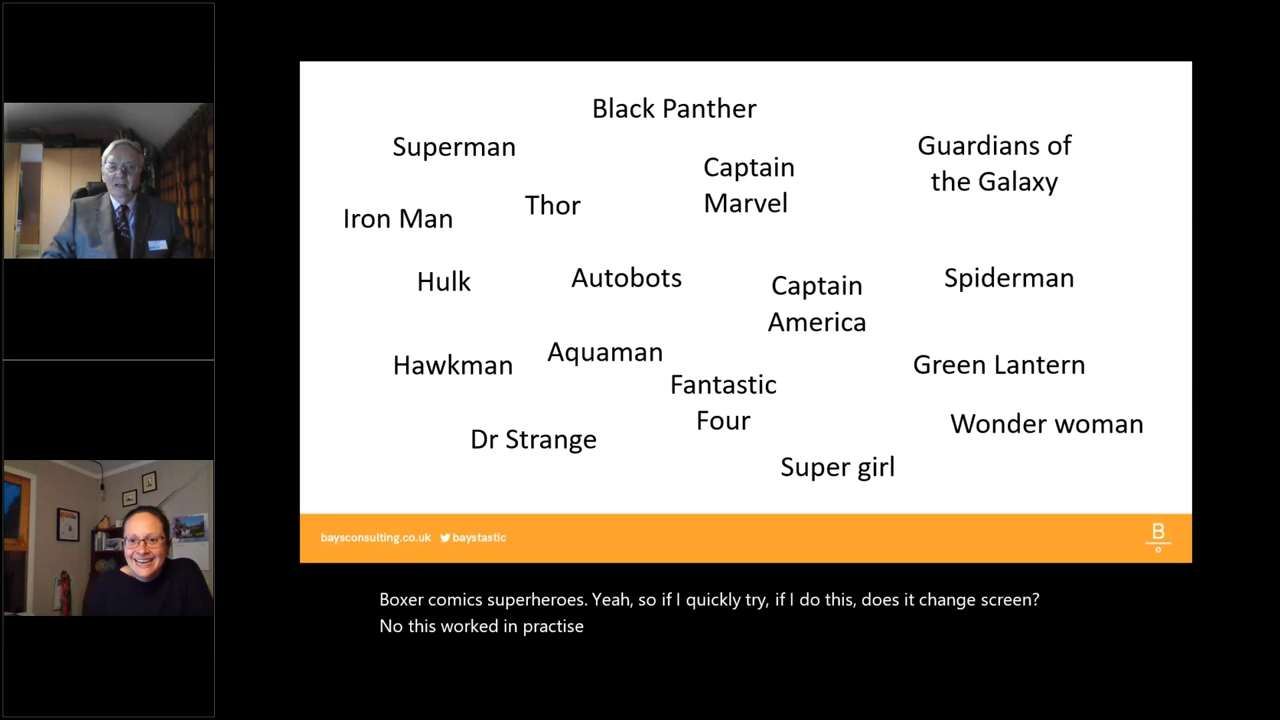 Black Panther
Superman
Captain
Marvel
Guardians of
the Galaxy
Iron Man
Thor
Hulk
Autobots
Captain
America
Spiderman
Hawkman
Aquaman
Fantastic
Four
Green Lantern
Dr Strange
Wonder woman
Super girl
baysconsulting.co.uk baystastic
B
Boxer comics superheroes. Yeah, so if I quickly try, if I do this, does it change screen?
No this worked in practise